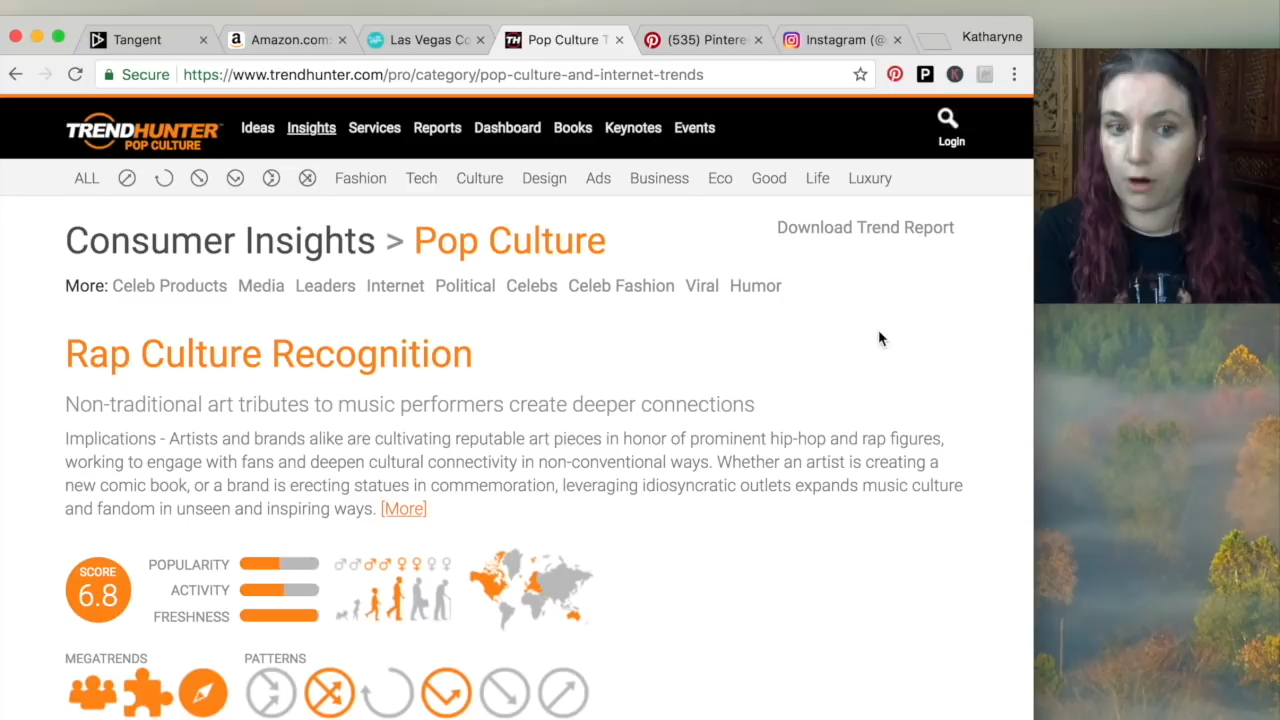 Tangent
Amazon.com:
Las Vegas Co
Pop Culture T
(535) Pintere
Instagram (@
Katharyne
Secure
https://www.trendhunter.com/pro/category/pop-culture-and-internet-trends
TRENDHUNTER
POP CULTURE
Ideas Insights Services Reports Dashboard Books Keynotes Events
Login
ALL Fashion Tech Culture Design Ads Business Eco Good Life Luxury
Consumer Insights > Pop Culture
Download Trend Report
More: Celeb Products Media Leaders Internet Political Celebs Celeb Fashion Viral Humor
Rap Culture Recognition
Non-traditional art tributes to music performers create deeper connections
Implications - Artists and brands alike are cultivating reputable art pieces in honor of prominent hip-hop and rap figures,
working to engage with fans and deepen cultural connectivity in non-conventional ways. Whether an artist is creating a
new comic book, or a brand is erecting statues in commemoration, leveraging idiosyncratic outlets expands music culture
and fandom in unseen and inspiring ways. [More]
SCORE
6.8
POPULARITY
ACTIVITY
FRESHNESS
MEGATRENDS
PATTERNS